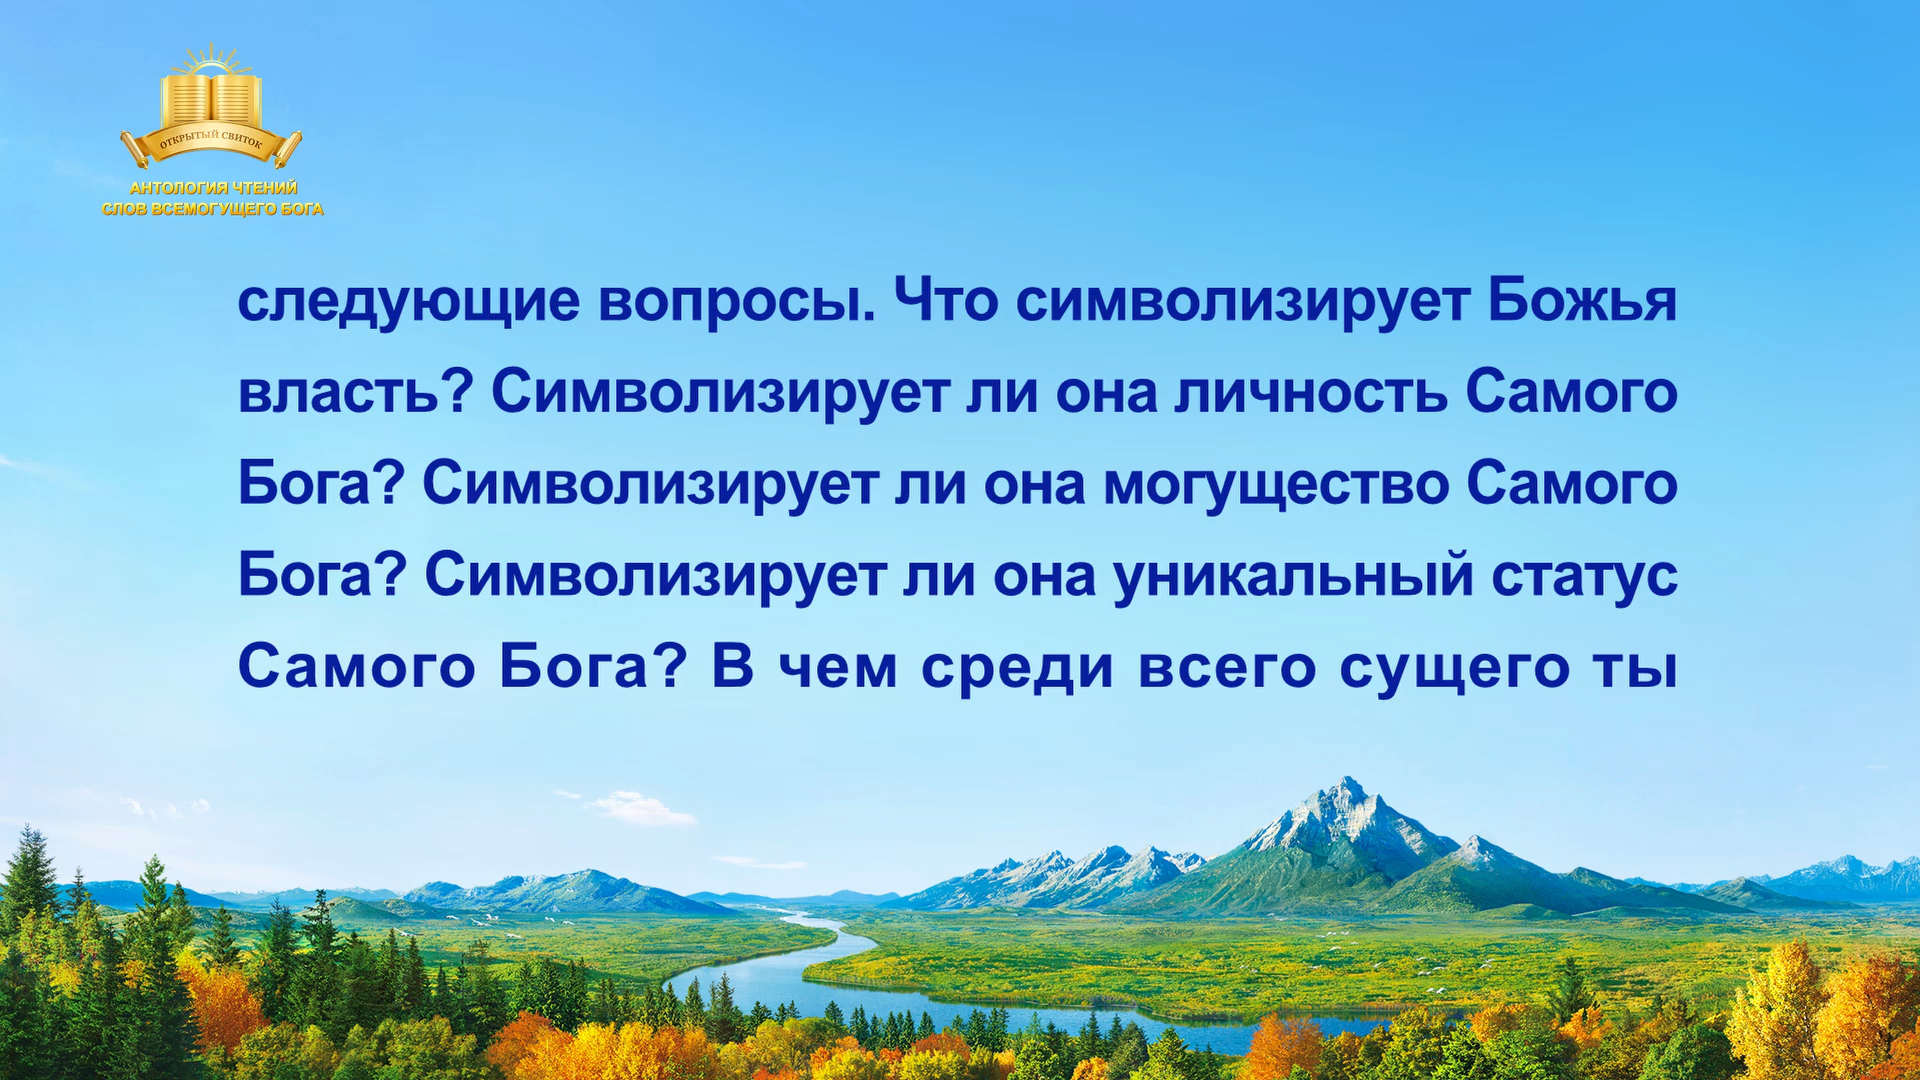 ОТКРЫТЫЙ СВИТОК
АНТОЛОГИЯ ЧТЕНИЙ
СЛОВ ВСЕМОГУЩЕГО БОГА
следующие вопросы. Что символизирует Божья
власть? Символизирует ли она личность Самого
Бога? Символизирует ли она могущество Самого
Бога? Символизирует ли она уникальный статус
Самого Бога? В чем среди всего сущего ты